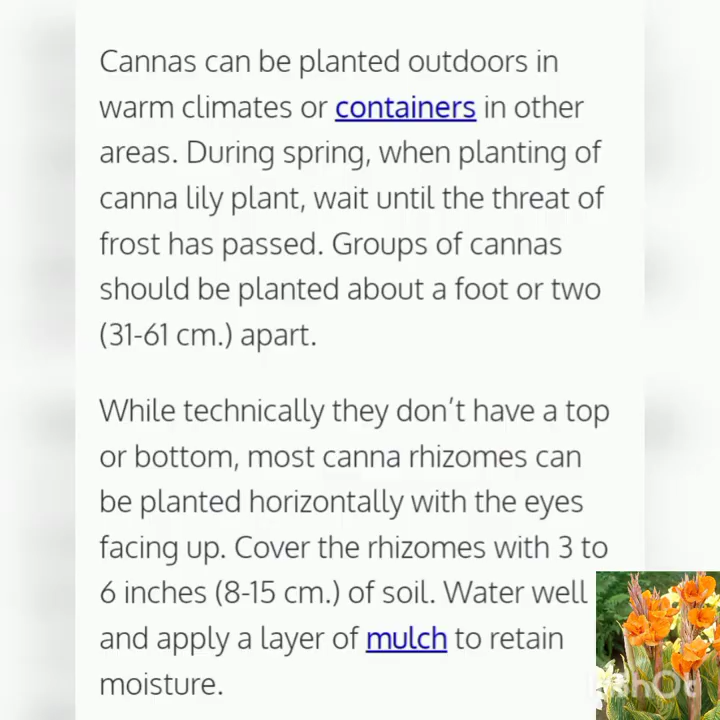 Cannas can be planted outdoors in
warm climates or containers in other
areas. During spring, when planting of
canna lily plant, wait until the threat of
frost has passed. Groups of cannas
should be planted about a foot or two
(31-61 cm.) apart.
While technically they don’t have a top
or bottom, most canna rhizomes can
be planted horizontally with the eyes
facing up. Cover the rhizomes with 3 to
6 inches (8-15 cm.) of soil. Water well
and apply a layer of mulch to retain
moisture.